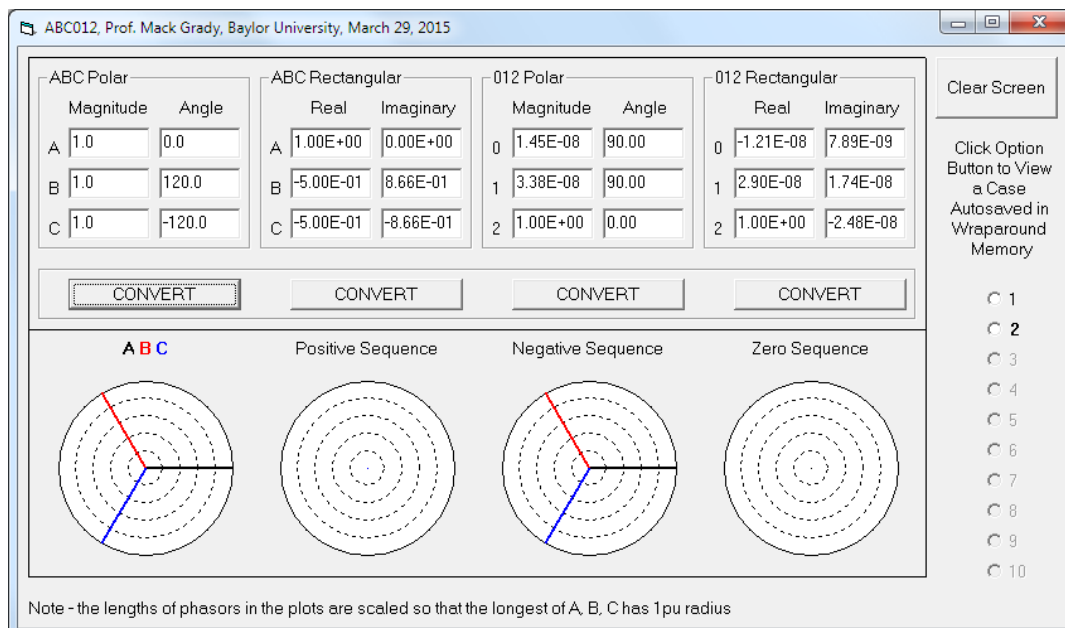 ABC012, Prof. Mack Grady, Baylor University, March 29, 2015
ABC Polar
Magnitude Angle
A 1.0 0.0
B 1.0 120.0
C 1.0 -120.0
CONVERT
ABC Rectangular
Real Imaginary
A 1.00E+00 0.00E+00
B -5.00E-01 8.66E-01
C -5.00E-01 -8.66E-01
CONVERT
012 Polar
Magnitude Angle
0 1.45E-08 90.00
1 3.38E-08 90.00
2 1.00E+00 0.00
CONVERT
012 Rectangular
Real Imaginary
0 -1.21E-08 7.89E-09
1 2.90E-08 1.74E-08
2 1.00E+00 -2.48E-08
CONVERT
Clear Screen
Click Option
Button to View
a Case
Autosaved in
Wraparound
Memory
1
2
3
4
5
6
7
8
9
10
A B C
Positive Sequence
Negative Sequence
Zero Sequence
Note - the lengths of phasors in the plots are scaled so that the longest of A, B, C has 1pu radius